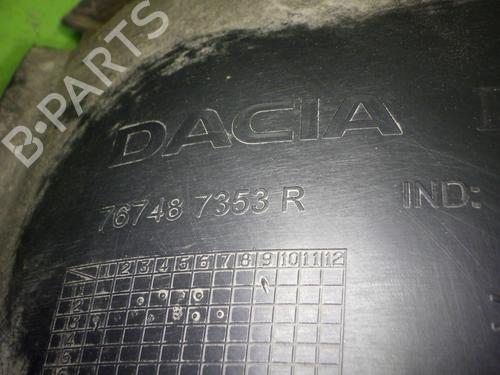 B-PARTS
DACIA
76748 7353 R
IND:
1 2 3 4 5 6 7 8 9 10 11 12